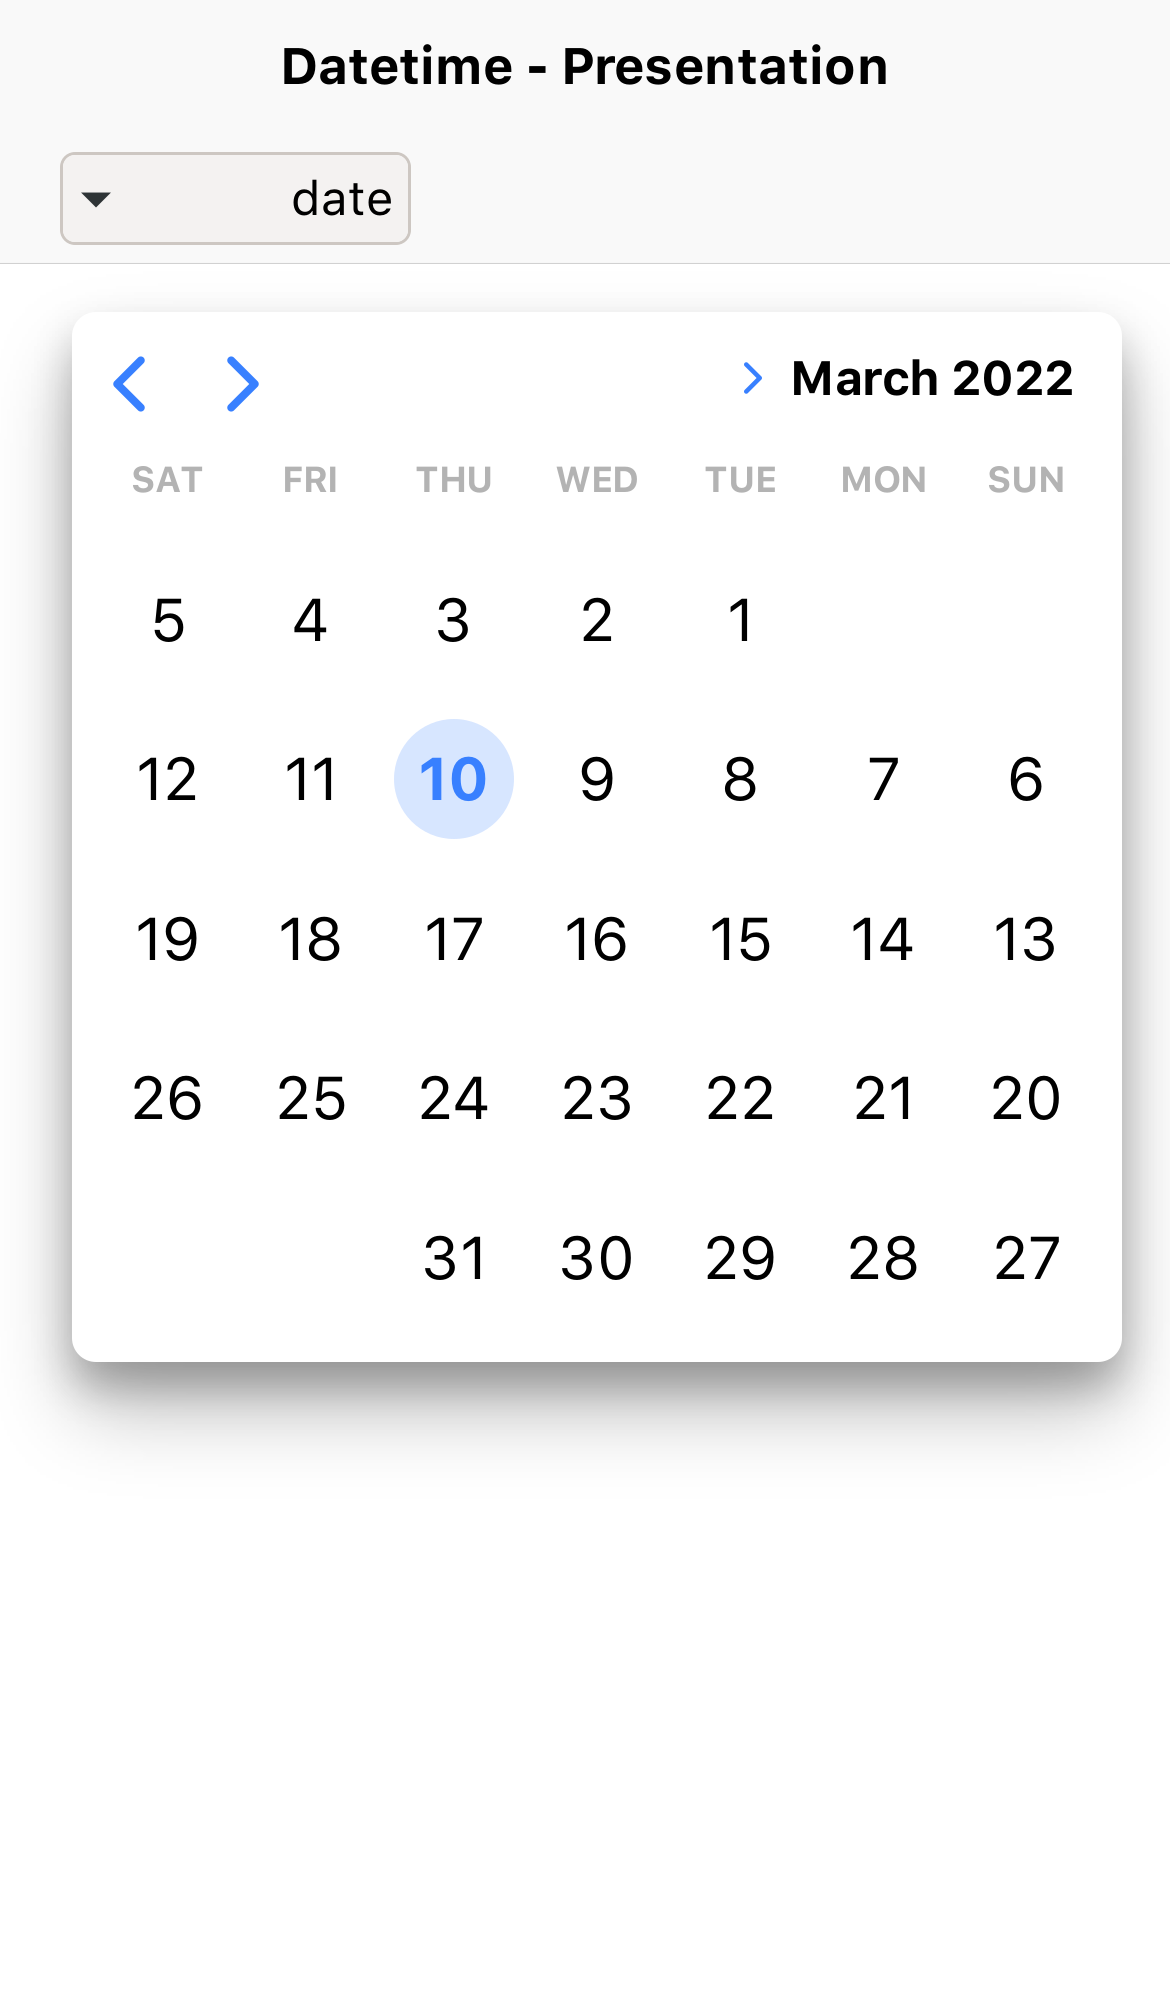 Datetime - Presentation
date
March 2022
SAT FRI THU WED TUE MON SUN
5 4 3 2 1
12 11 10 9 8 7 6
19 18 17 16 15 14 13
26 25 24 23 22 21 20
31 30 29 28 27